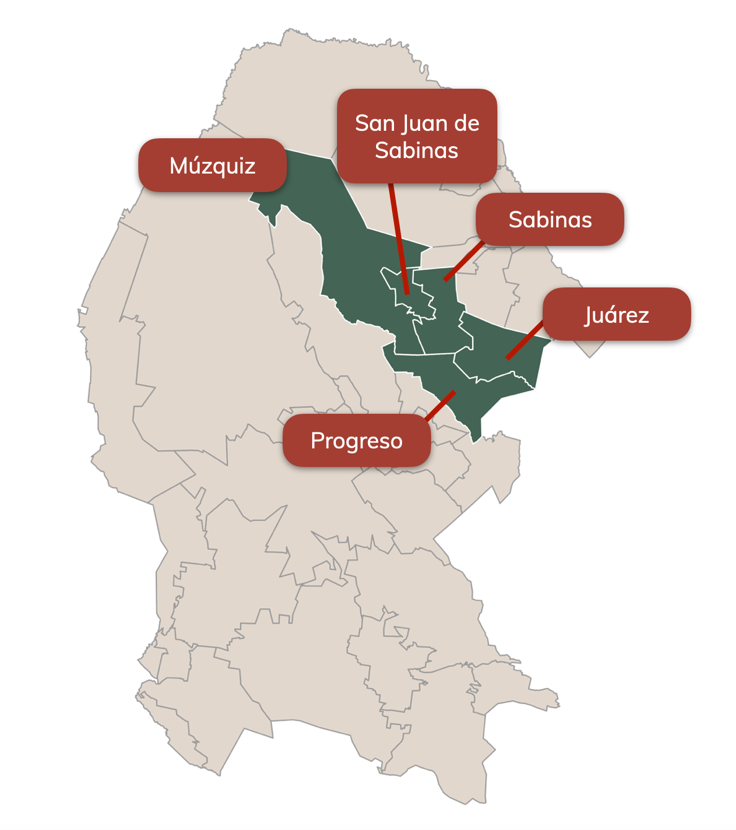 San Juan de
Sabinas
Múzquiz
Sabinas
Juárez
Progreso